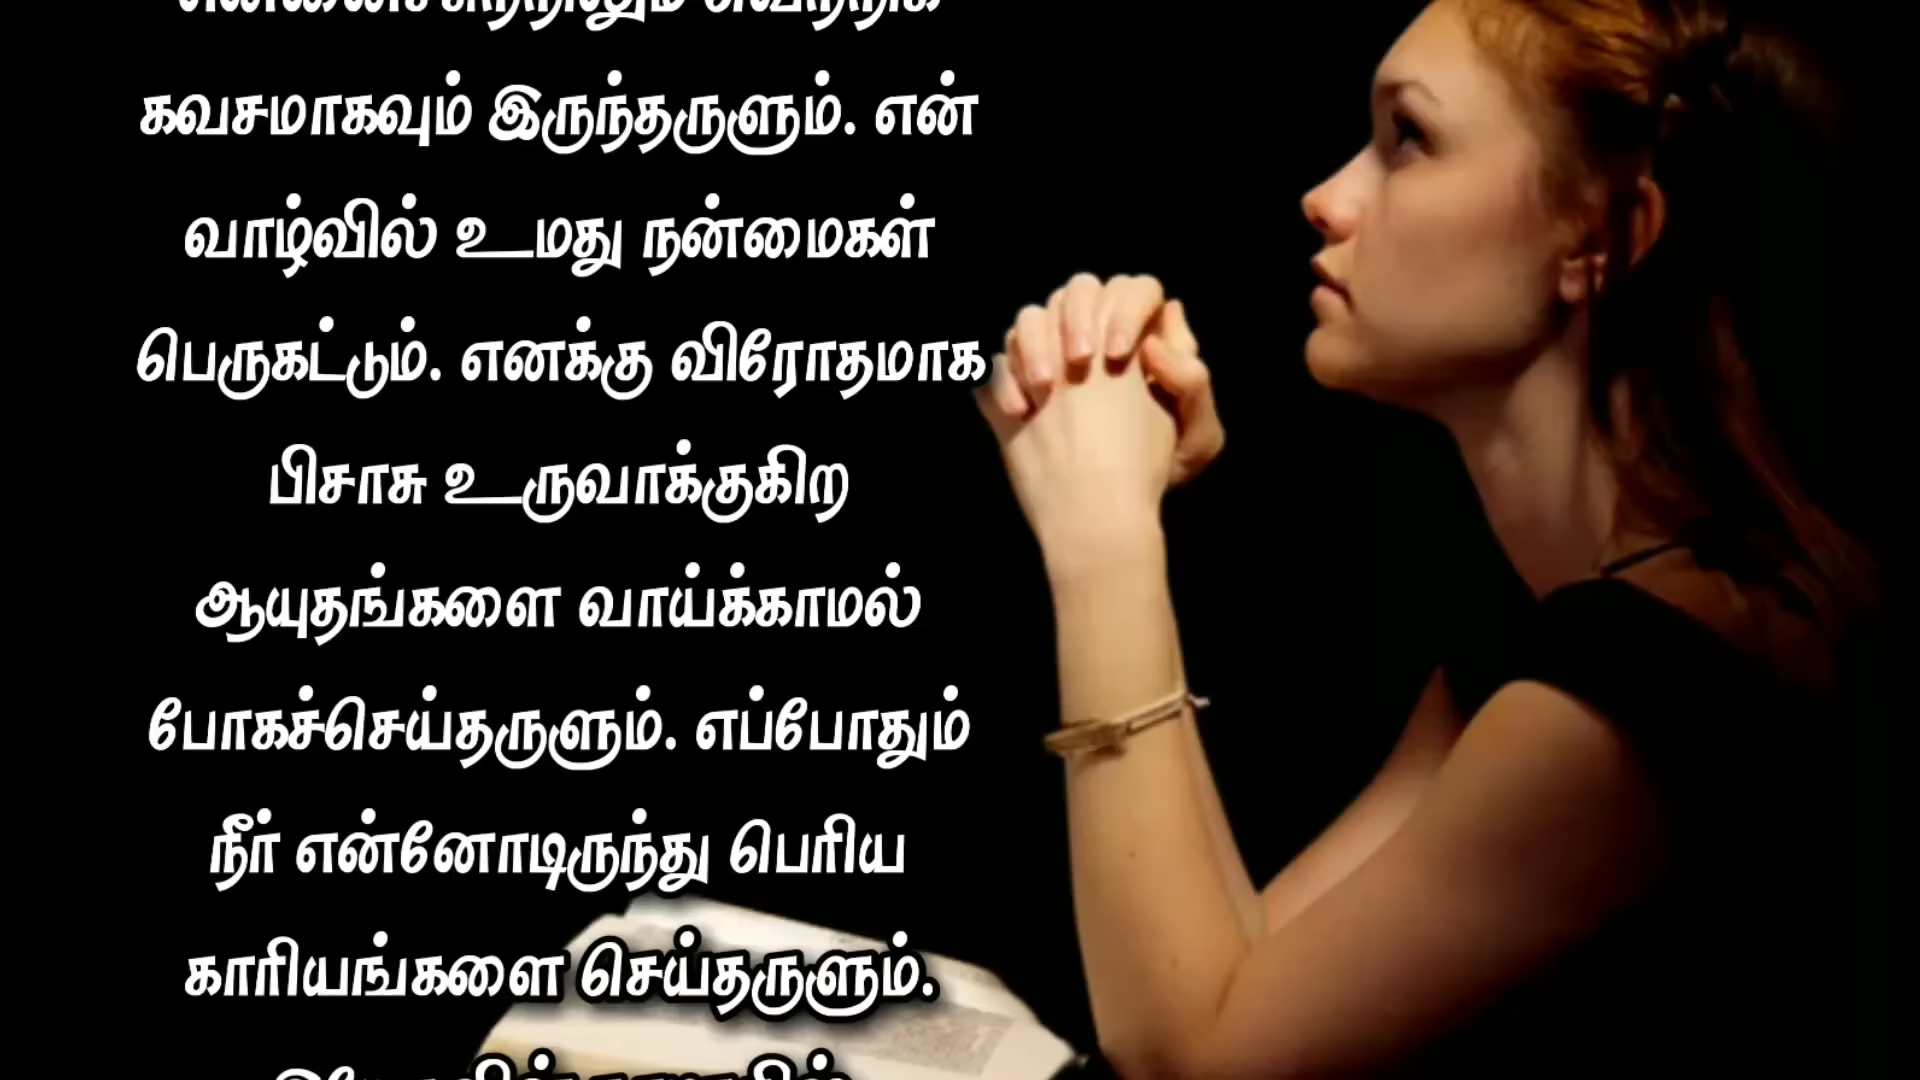 கவசமாகவும் இருந்தருளும். என்
வாழ்வில் உமது நன்மைகள்
பெருகட்டும். எனக்கு விரோதமாக
பிசாசு உருவாக்குகிற
ஆயுதங்களை வாய்க்காமல்
போகச்செய்தருளும். எப்போதும்
நீர் என்னோடிருந்து பெரிய
காரியங்களை செய்தருளும்.